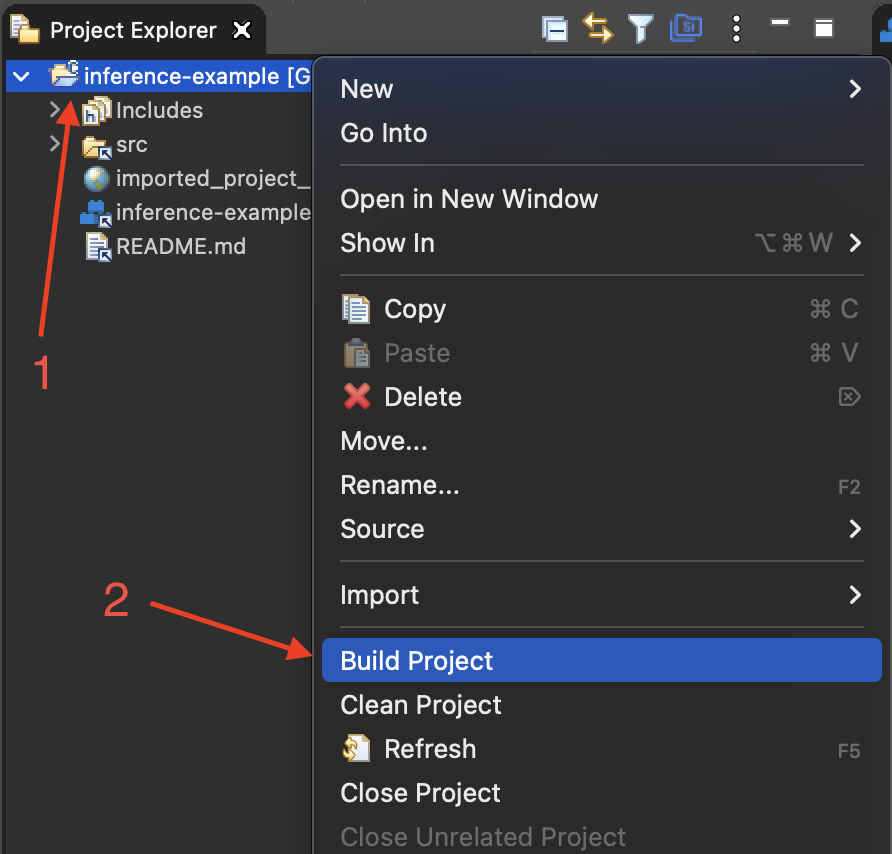 Project Explorer
SI
inference-example [G
Includes
src
imported_project_
inference-example
README.md
1
2
New
Go Into
Open in New Window
Show In ⌥⌘W
Copy ⌘ C
Paste ⌘ V
Delete ⌦
Move...
Rename... F2
Source
Import
Build Project
Clean Project
Refresh F5
Close Project
Close Unrelated Project